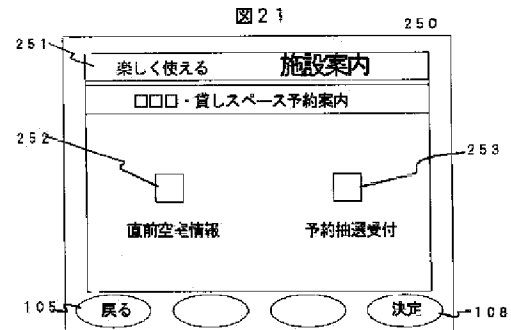 図21
250
251
楽しく使える 施設案内
□□□・貸しスペース予約案内
252
253
直前空き情報 予約抽選受付
105 戻る 決定 108